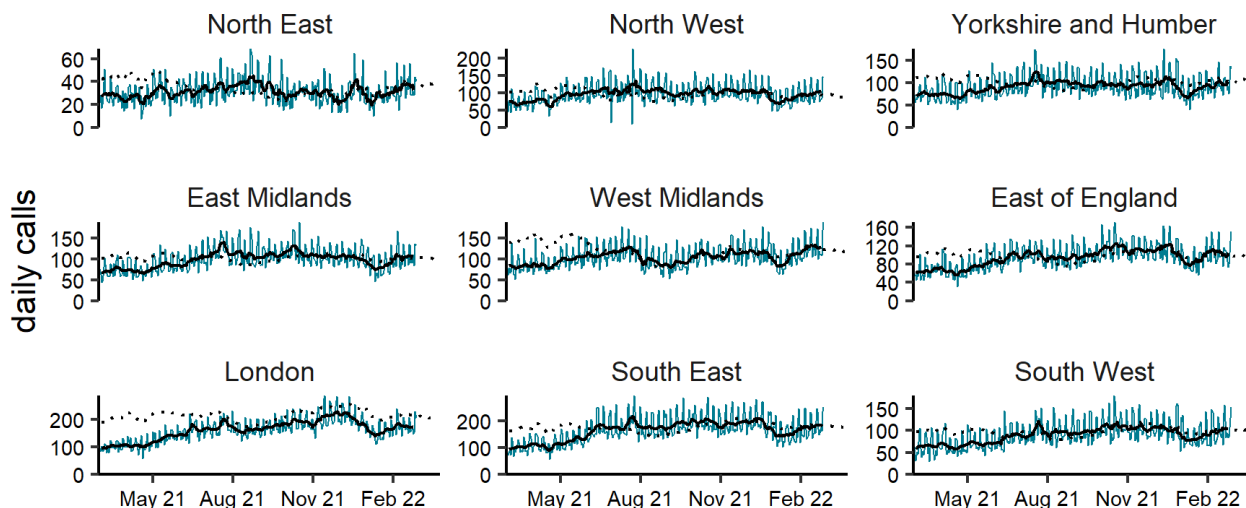 North East North West Yorkshire and Humber
60 200 150
40 150 100
20 100 50
0 50 0
0
daily calls
East Midlands West Midlands East of England
150 150 160
100 100 120
50 50 80
0 0 40
0
London South East South West
200 200 150
100 100 100
0 0 50
0
May 21 Aug 21 Nov 21 Feb 22 May 21 Aug 21 Nov 21 Feb 22 May 21 Aug 21 Nov 21 Feb 22